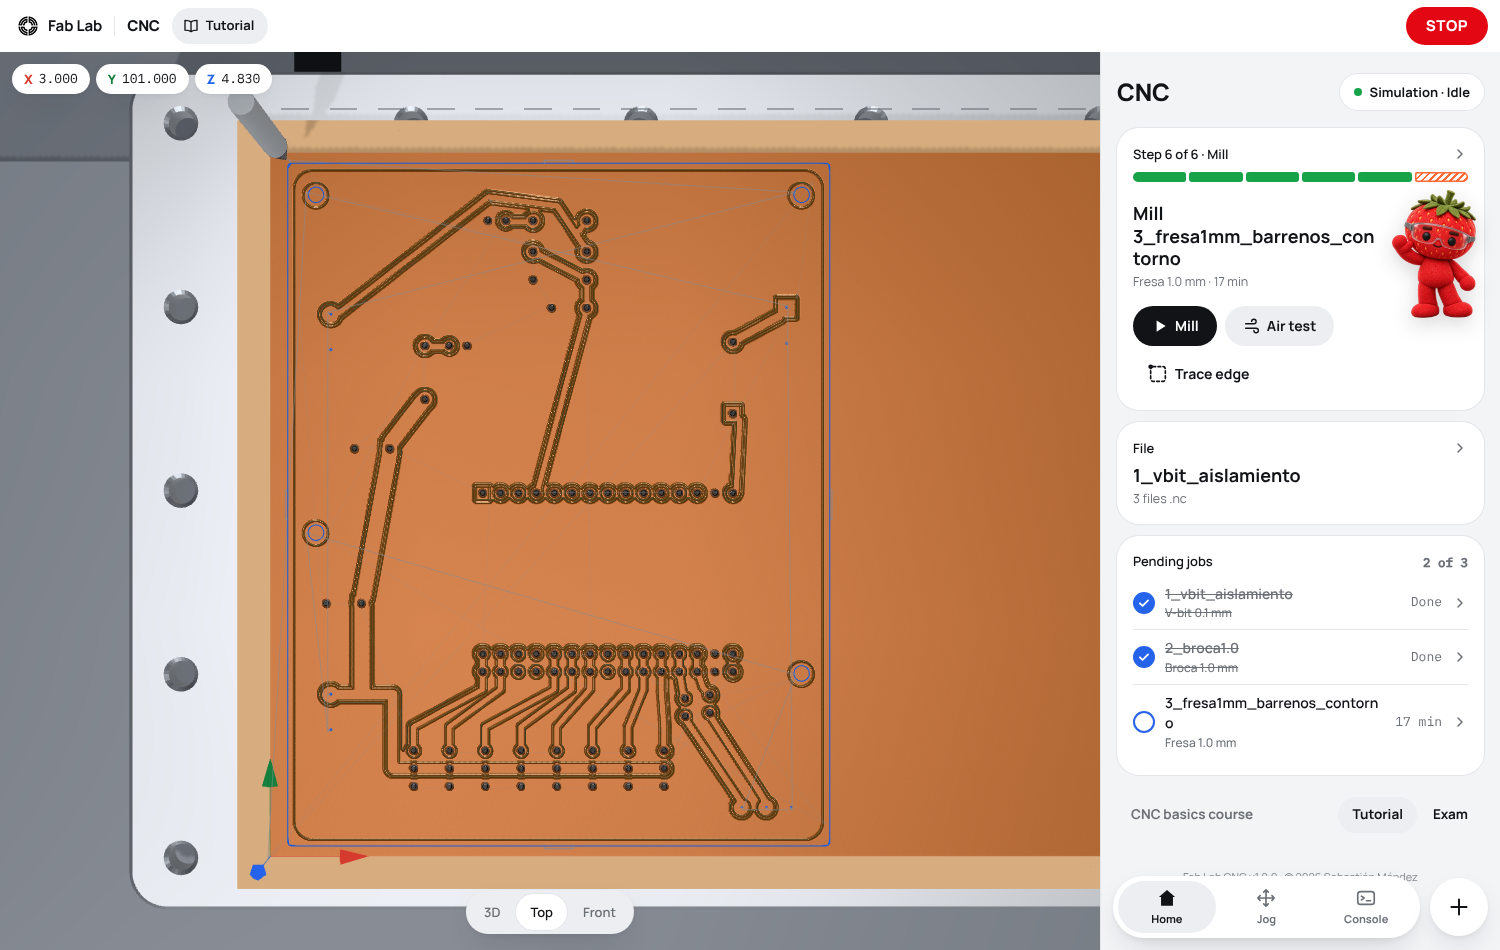 Fab Lab
CNC
Tutorial
STOP
X 3.000
Y 101.000
Z 4.830
CNC
Simulation · Idle
Step 6 of 6 · Mill
Mill
3_fresa1mm_barrenos_con
torno
Fresa 1.0 mm · 17 min
Mill
Air test
Trace edge
File
1_vbit_aislamiento
3 files .nc
Pending jobs
2 of 3
1_vbit_aislamiento
V-bit 0.1 mm
Done
2_broca1.0
Broca 1.0 mm
Done
3_fresa1mm_barrenos_contorn
o
Fresa 1.0 mm
17 min
CNC basics course
Tutorial
Exam
3D
Top
Front
Home
Jog
Console